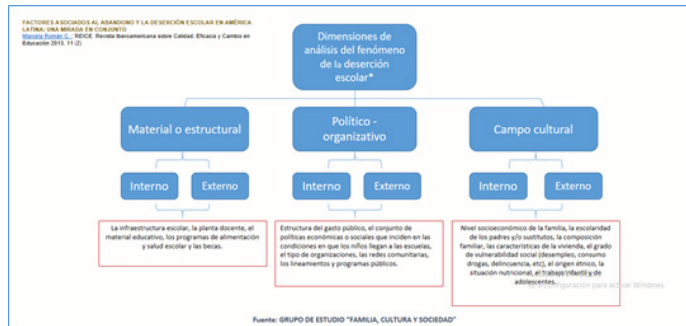 FACTORES ASOCIADOS AL ABANDONO Y LA DESERCIÓN ESCOLAR EN AMÉRICA
LATINA: UNA MIRADA EN CONJUNTO
Marcela Román C., REICE. Revista Iberoamericana sobre Calidad, Eficacia y Cambio en
Educación 2013, 11 (2)
Dimensiones de
análisis del fenómeno
de la deserción
escolar*
Material o estructural
Político -
organizativo
Campo cultural
Interno
Externo
Interno
Externo
Interno
Externo
La infraestructura escolar, la planta docente, el
material educativo, los programas de alimentación
y salud escolar y las becas.
Estructura del gasto público, el conjunto de
políticas económicas o sociales que inciden en las
condiciones en que los niños llegan a las escuelas,
el tipo de organizaciones, las redes comunitarias,
los lineamientos y programas públicos.
Nivel socioeconómico de la familia, la escolaridad
de los padres y/o sustitutos, la composición
familiar, las características de la vivienda, el grado
de vulnerabilidad social (desempleo, consumo
drogas, delincuencia, etc), el origen étnico, la
situación nutricional, el trabajo infantil y de
adolescentes.
configuración para activar Windows.
Fuente: GRUPO DE ESTUDIO "FAMILIA, CULTURA Y SOCIEDAD"